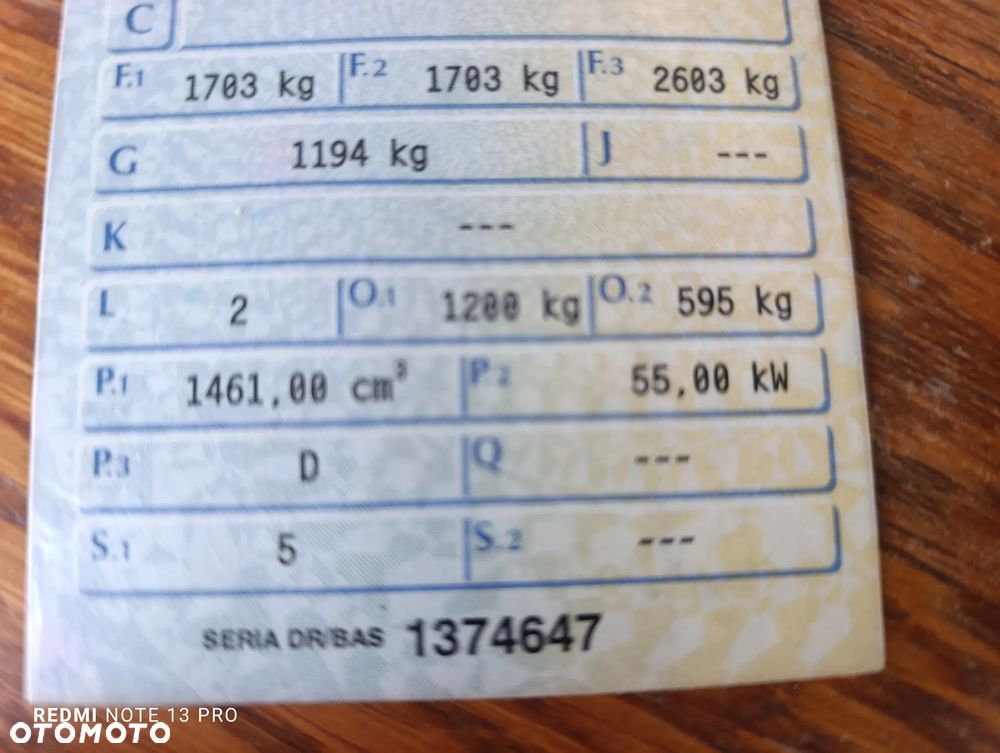 C
F.1 1703 kg F.2 1703 kg F.3 2603 kg
G 1194 kg J ---
K ---
L 2 O.1 1200 kg O.2 595 kg
P.1 1461,00 cm³ P.2 55,00 kW
P.3 D Q ---
S.1 5 S.2 ---
SERIA DR/BAS 1374647
REDMI NOTE 13 PRO
OTOMOTO